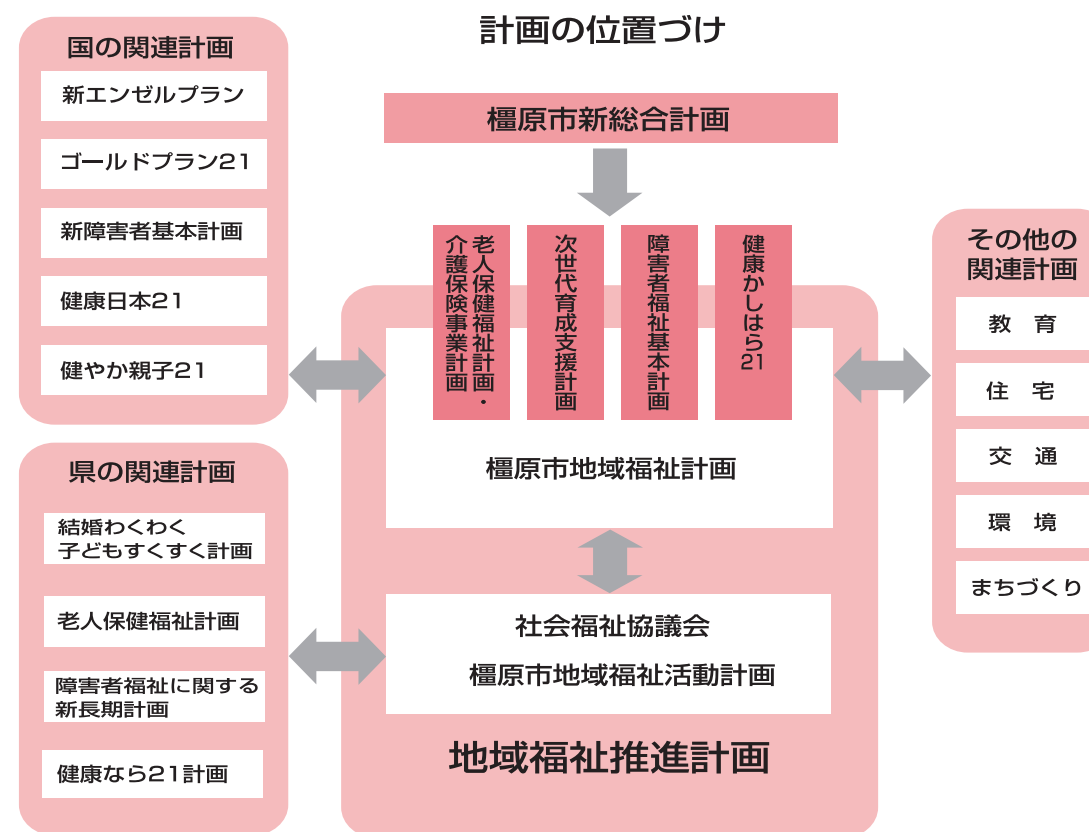 計画の位置づけ
国の関連計画
新エンゼルプラン
ゴールドプラン21
新障害者基本計画
健康日本21
健やか親子21
県の関連計画
結婚わくわく
子どもすくすく計画
老人保健福祉計画
障害者福祉に関する
新長期計画
健康なら21計画
橿原市新総合計画
老人保健福祉計画・
介護保険事業計画
次世代育成支援計画
障害者福祉基本計画
健康かしはら21
橿原市地域福祉計画
社会福祉協議会
橿原市地域福祉活動計画
地域福祉推進計画
その他の
関連計画
教　育
住　宅
交　通
環　境
まちづくり